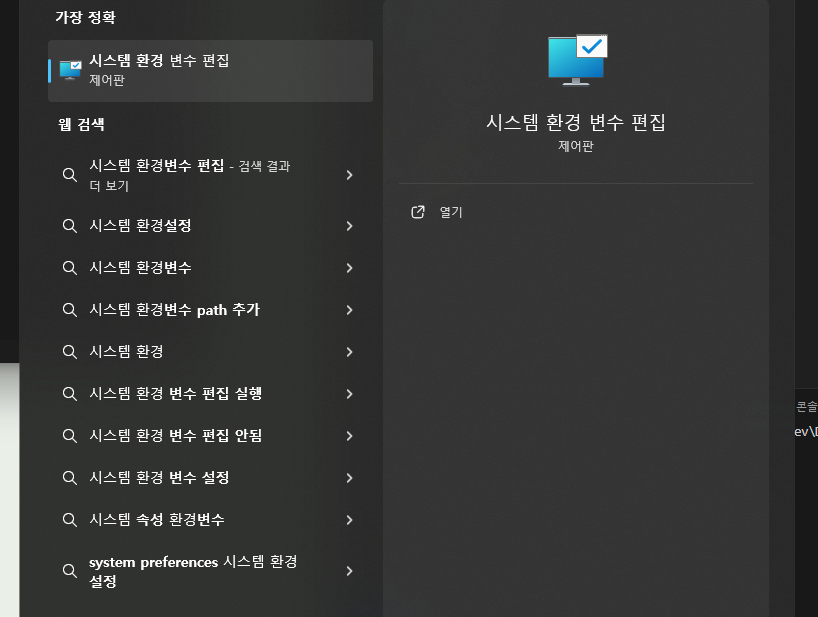 가장 정확
시스템 환경 변수 편집
제어판
웹 검색
시스템 환경변수 편집 - 검색 결과
더 보기
시스템 환경설정
시스템 환경변수
시스템 환경변수 path 추가
시스템 환경
시스템 환경 변수 편집 실행
시스템 환경 변수 편집 안됨
시스템 환경 변수 설정
시스템 속성 환경변수
system preferences 시스템 환경
설정
시스템 환경 변수 편집
제어판
열기
콘솔
ev\D